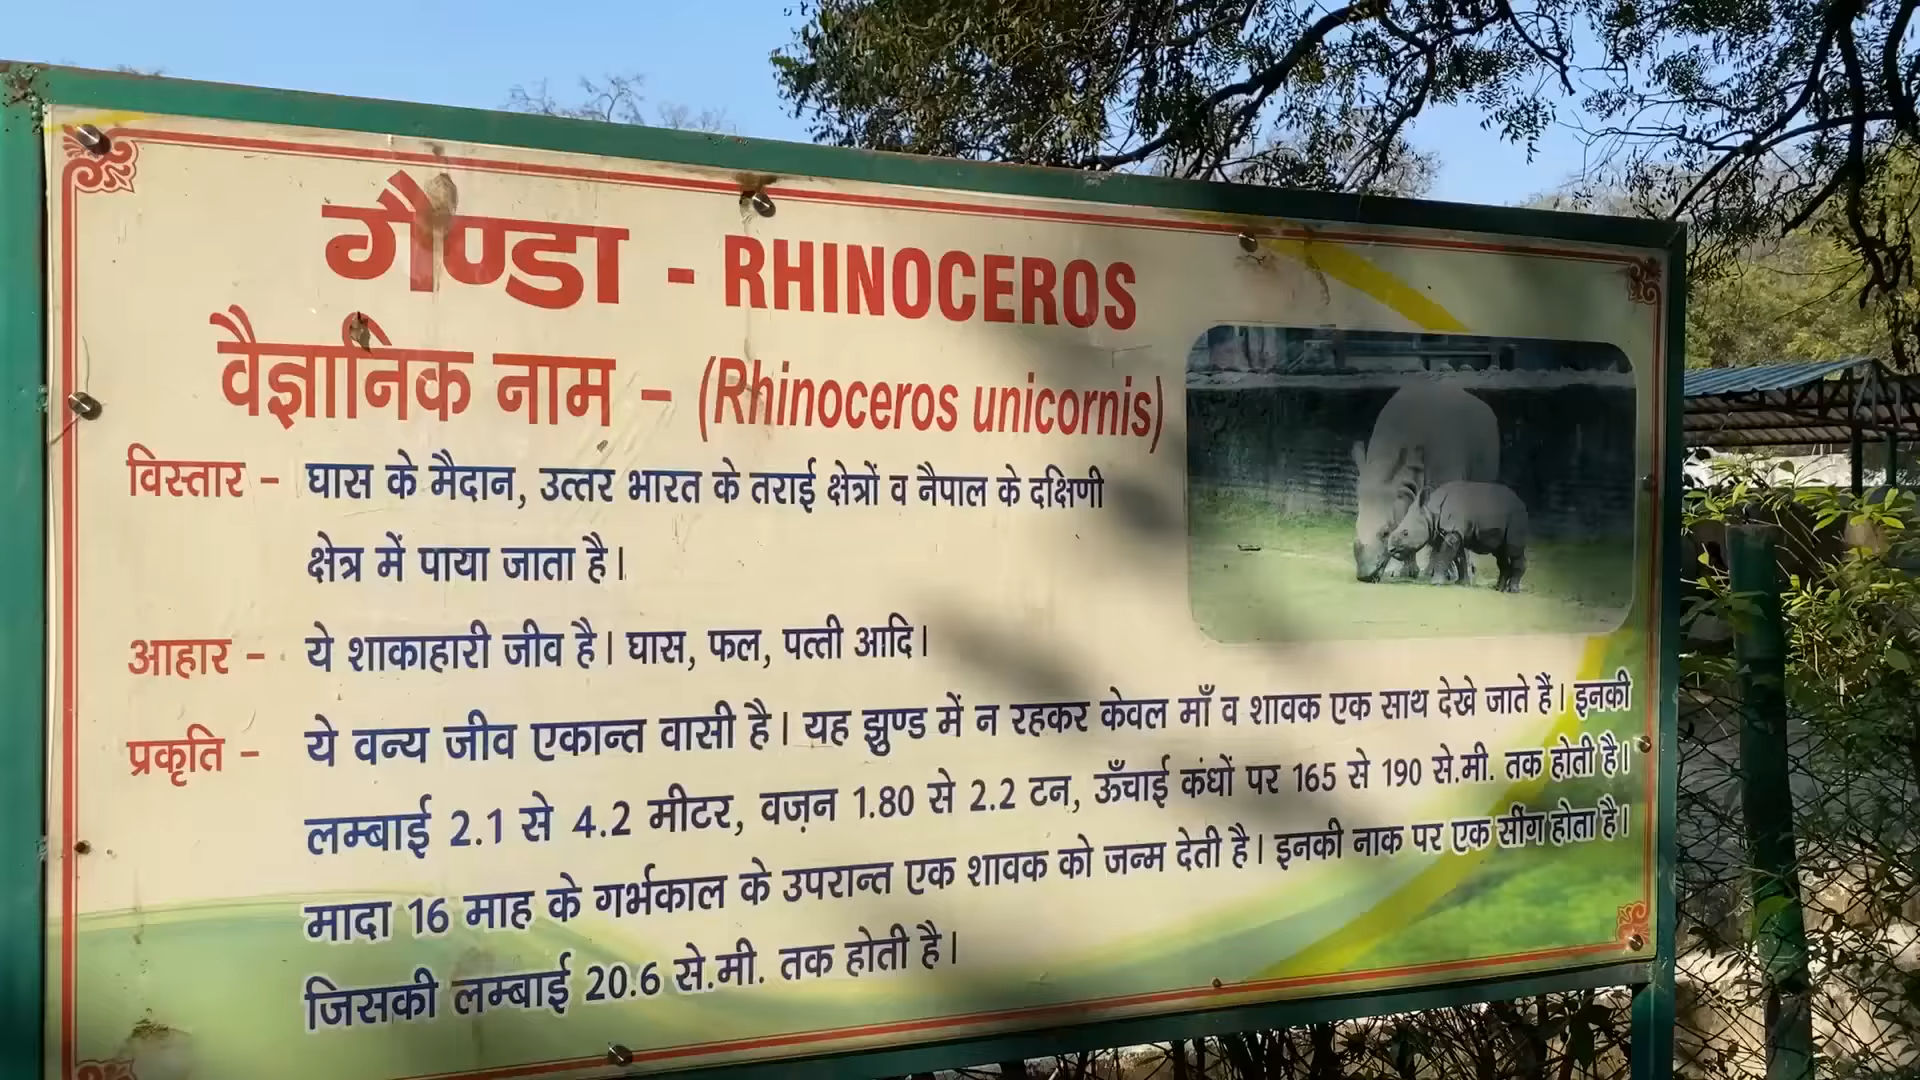 गैण्डा - RHINOCEROS
वैज्ञानिक नाम – (Rhinoceros unicornis)
विस्तार – घास के मैदान, उत्तर भारत के तराई क्षेत्रों व नैपाल के दक्षिणी
क्षेत्र में पाया जाता है।
आहार – ये शाकाहारी जीव है। घास, फल, पत्ती आदि।
प्रकृति – ये वन्य जीव एकान्त वासी है। यह झुण्ड में न रहकर केवल माँ व शावक एक साथ देखे जाते हैं। इनकी
लम्बाई 2.1 से 4.2 मीटर, वज़न 1.80 से 2.2 टन, ऊँचाई कंधों पर 165 से 190 से.मी. तक होती है।
मादा 16 माह के गर्भकाल के उपरान्त एक शावक को जन्म देती है। इनकी नाक पर एक सींग होता है।
जिसकी लम्बाई 20.6 से.मी. तक होती है।